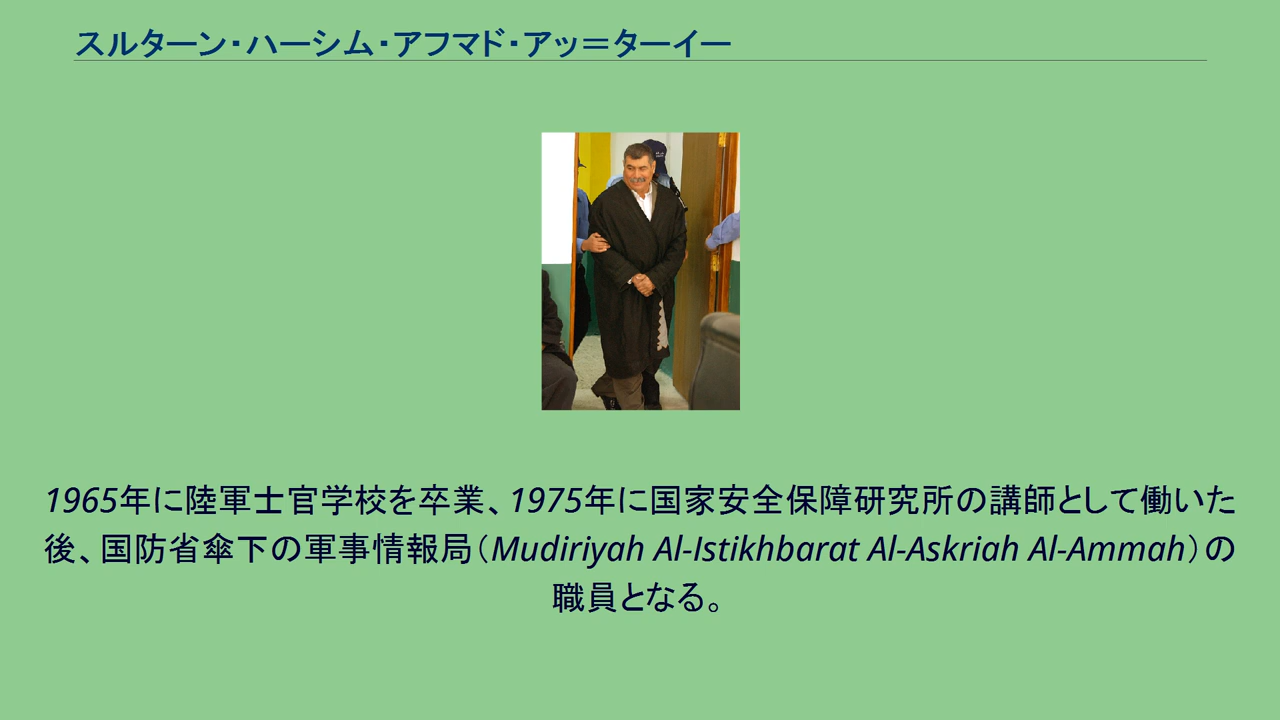 スルターン・ハーシム・アフマド・アッ＝ターイー
1965年に陸軍士官学校を卒業、1975年に国家安全保障研究所の講師として働いた
後、国防省傘下の軍事情報局（Mudiriyah Al-Istikhbarat Al-Askriah Al-Ammah）の
職員となる。